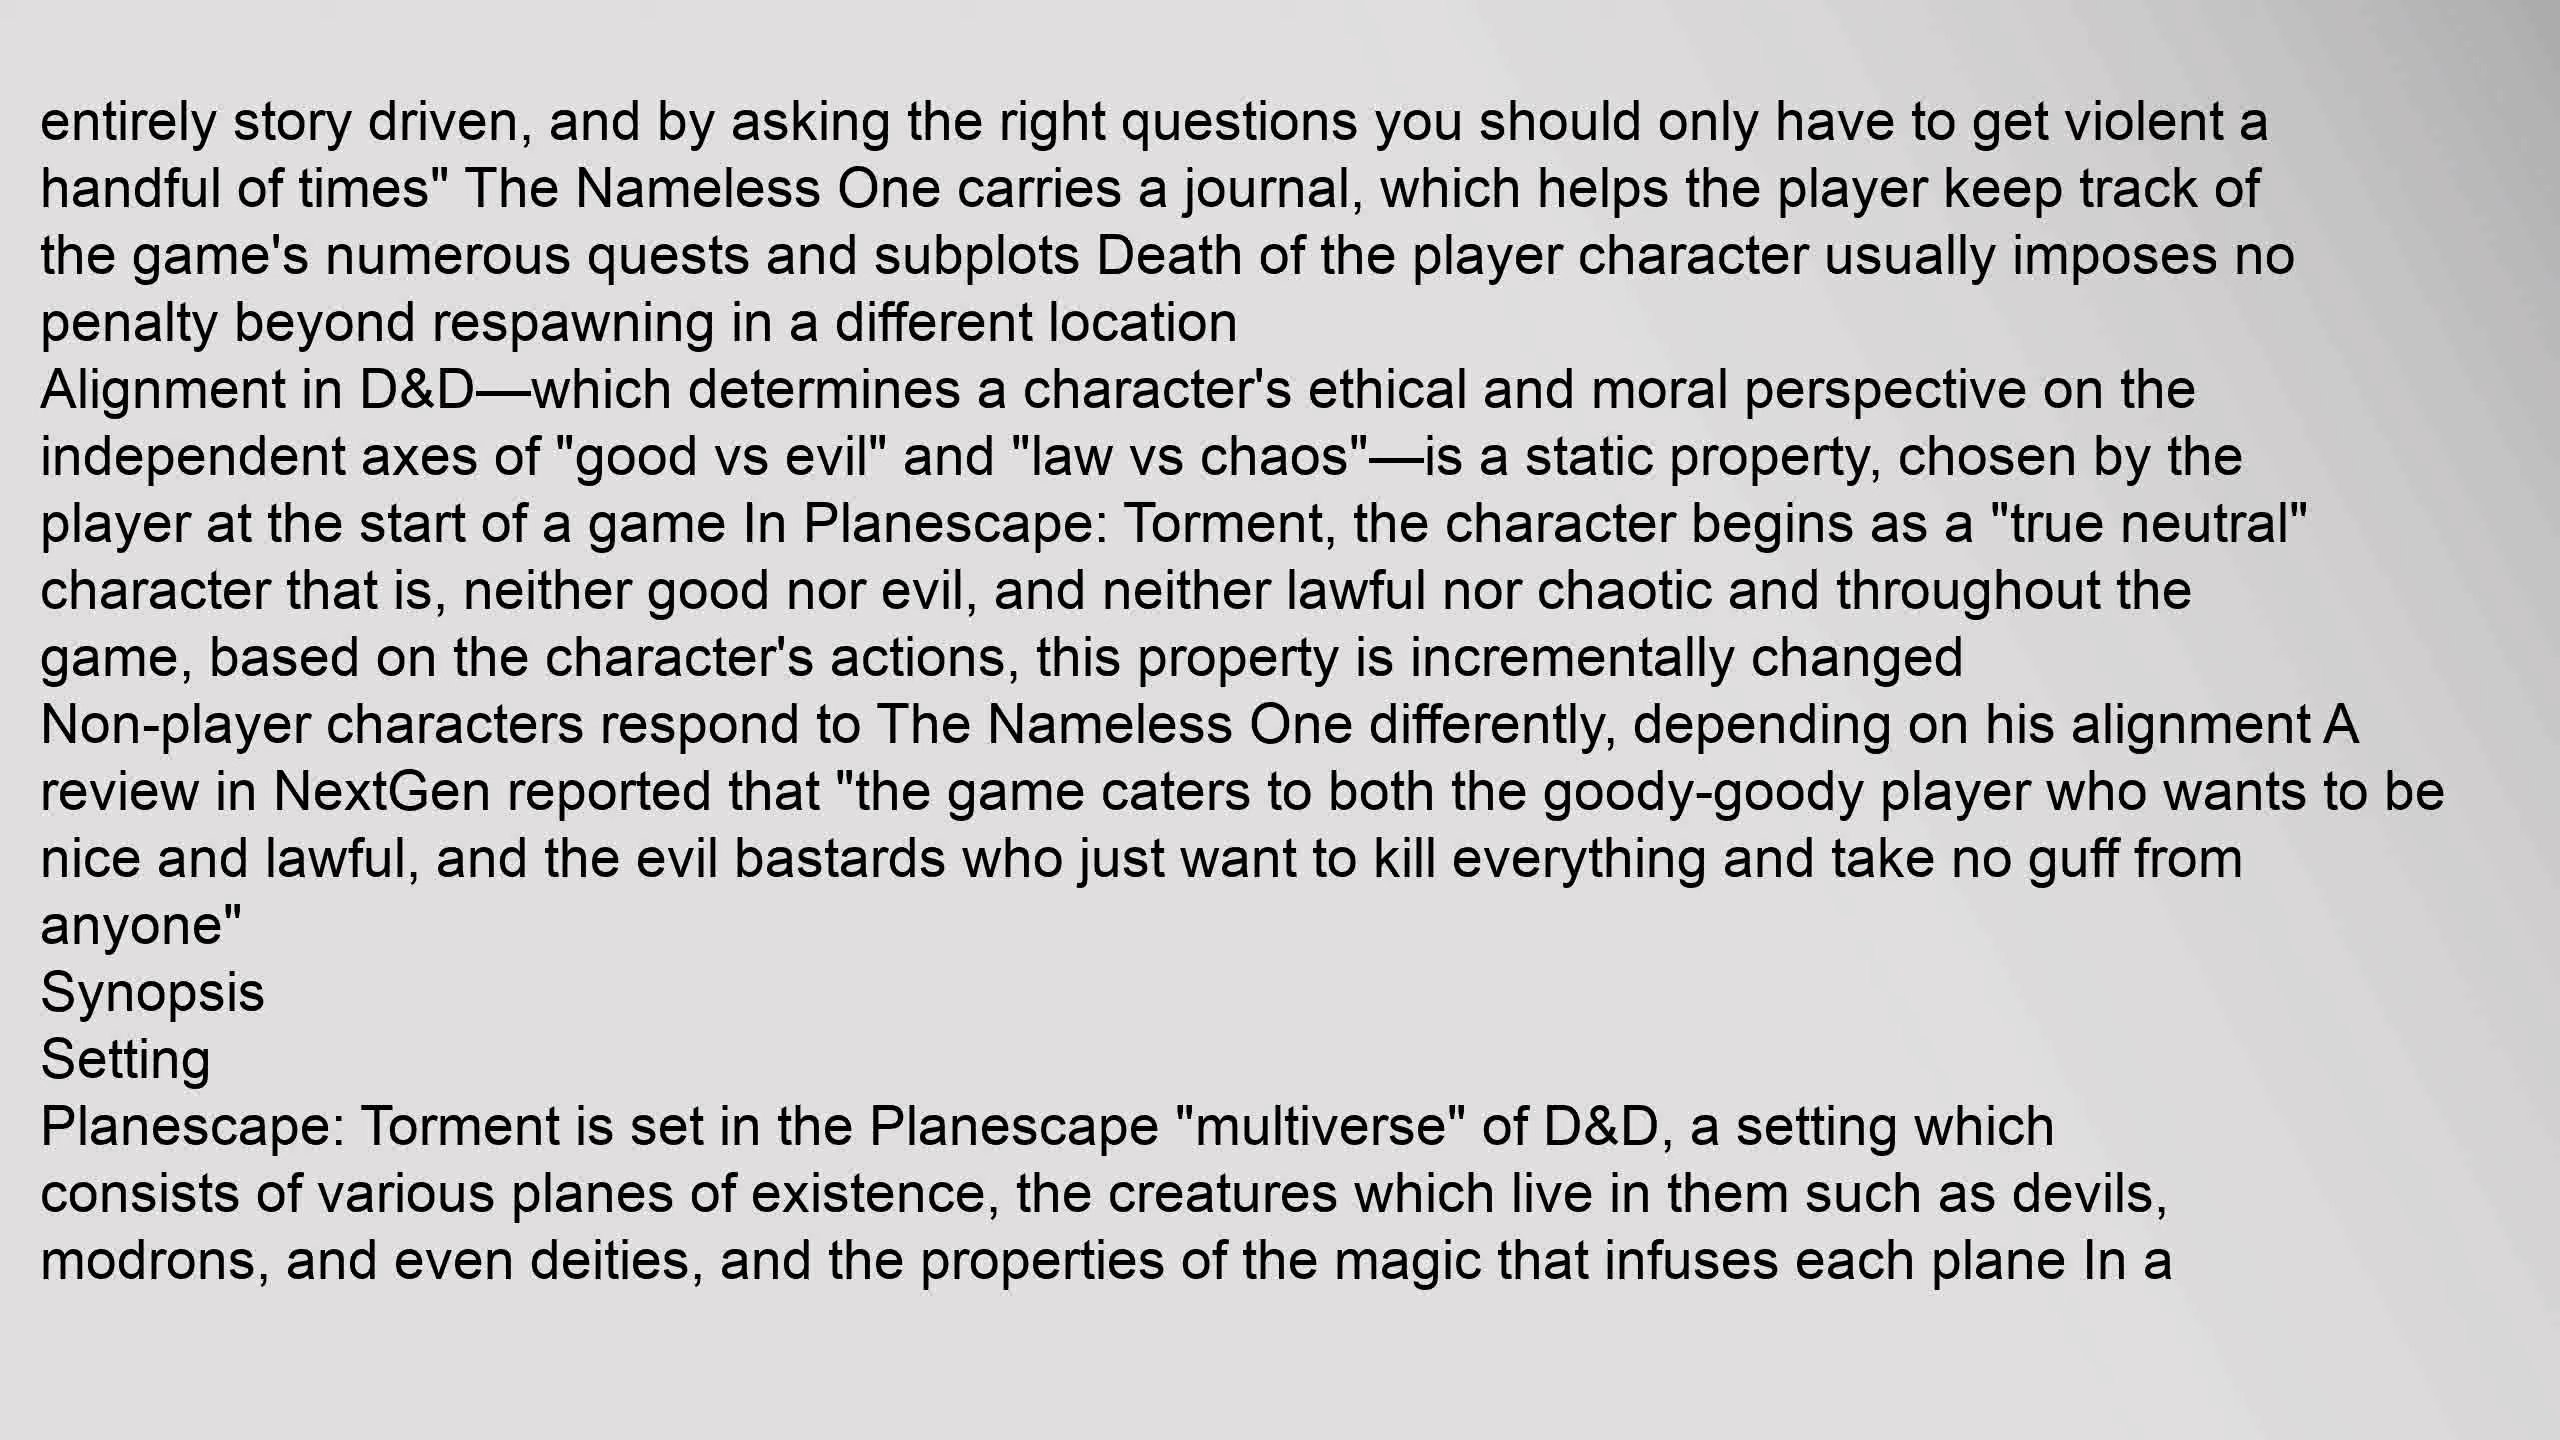 entirely story driven, and by asking the right questions you should only have to get violent a
handful of times" The Nameless One carries a journal, which helps the player keep track of
the game's numerous quests and subplots Death of the player character usually imposes no
penalty beyond respawning in a different location
Alignment in D&D—which determines a character's ethical and moral perspective on the
independent axes of "good vs evil" and "law vs chaos"—is a static property, chosen by the
player at the start of a game In Planescape: Torment, the character begins as a "true neutral"
character that is, neither good nor evil, and neither lawful nor chaotic and throughout the
game, based on the character's actions, this property is incrementally changed
Non-player characters respond to The Nameless One differently, depending on his alignment A
review in NextGen reported that "the game caters to both the goody-goody player who wants to be
nice and lawful, and the evil bastards who just want to kill everything and take no guff from
anyone"
Synopsis
Setting
Planescape: Torment is set in the Planescape "multiverse" of D&D, a setting which
consists of various planes of existence, the creatures which live in them such as devils,
modrons, and even deities, and the properties of the magic that infuses each plane In a